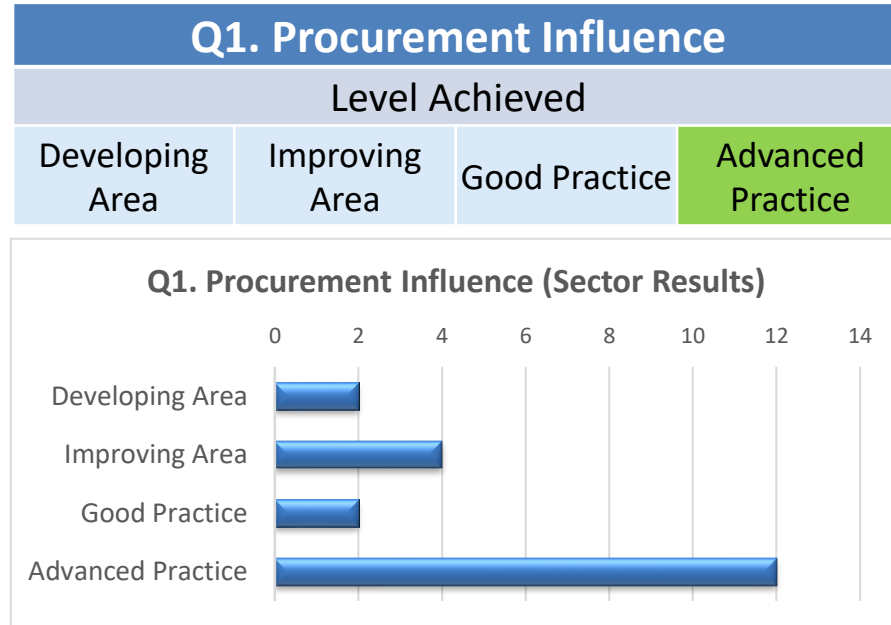 Q1. Procurement Influence
Level Achieved
Developing
Area
Improving
Area
Good Practice
Advanced
Practice
Q1. Procurement Influence (Sector Results)
0 2 4 6 8 10 12 14
Developing Area
Improving Area
Good Practice
Advanced Practice